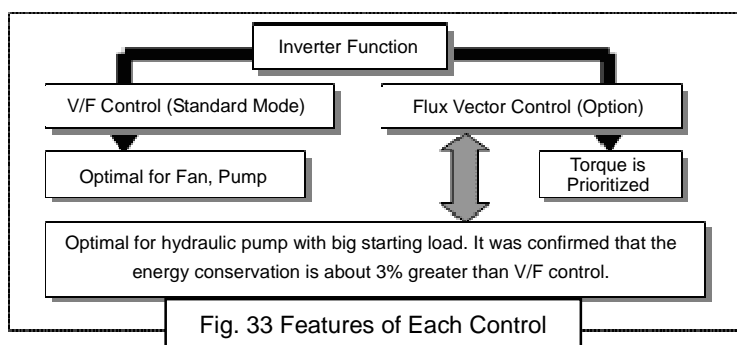 Inverter Function
V/F Control (Standard Mode)
Flux Vector Control (Option)
Optimal for Fan, Pump
Torque is
Prioritized
Optimal for hydraulic pump with big starting load. It was confirmed that the
energy conservation is about 3% greater than V/F control.
Fig. 33 Features of Each Control